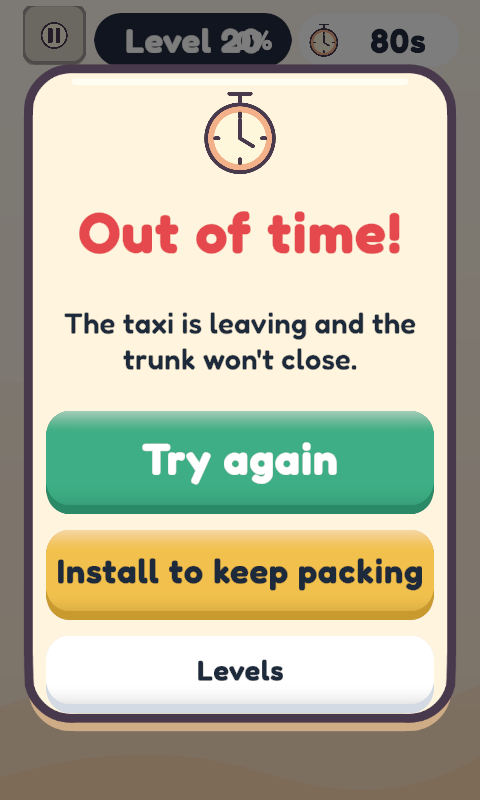 Level 20
80s
Out of time!
The taxi is leaving and the
trunk won't close.
Try again
Install to keep packing
Levels